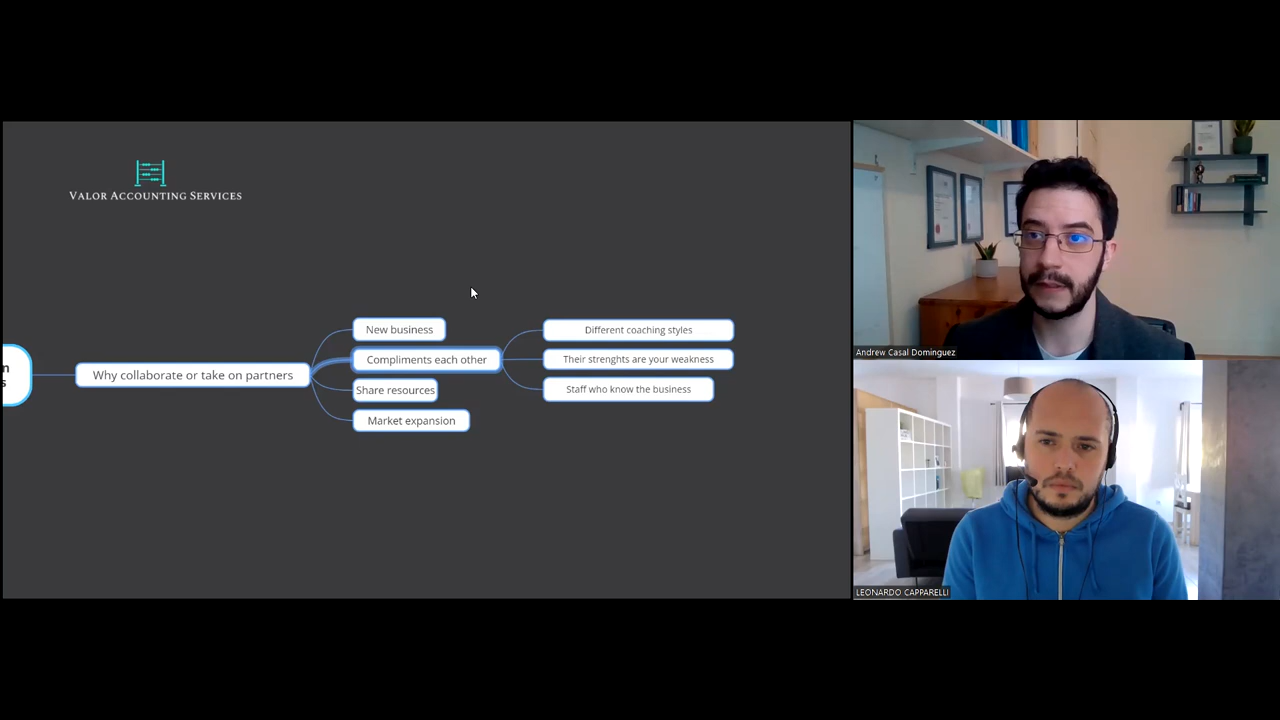 VALOR ACCOUNTING SERVICES
n
s
Why collaborate or take on partners
New business
Compliments each other
Share resources
Market expansion
Different coaching styles
Their strenghts are your weakness
Staff who know the business
Andrew Casal Dominguez
LEONARDO CAPPARELLI